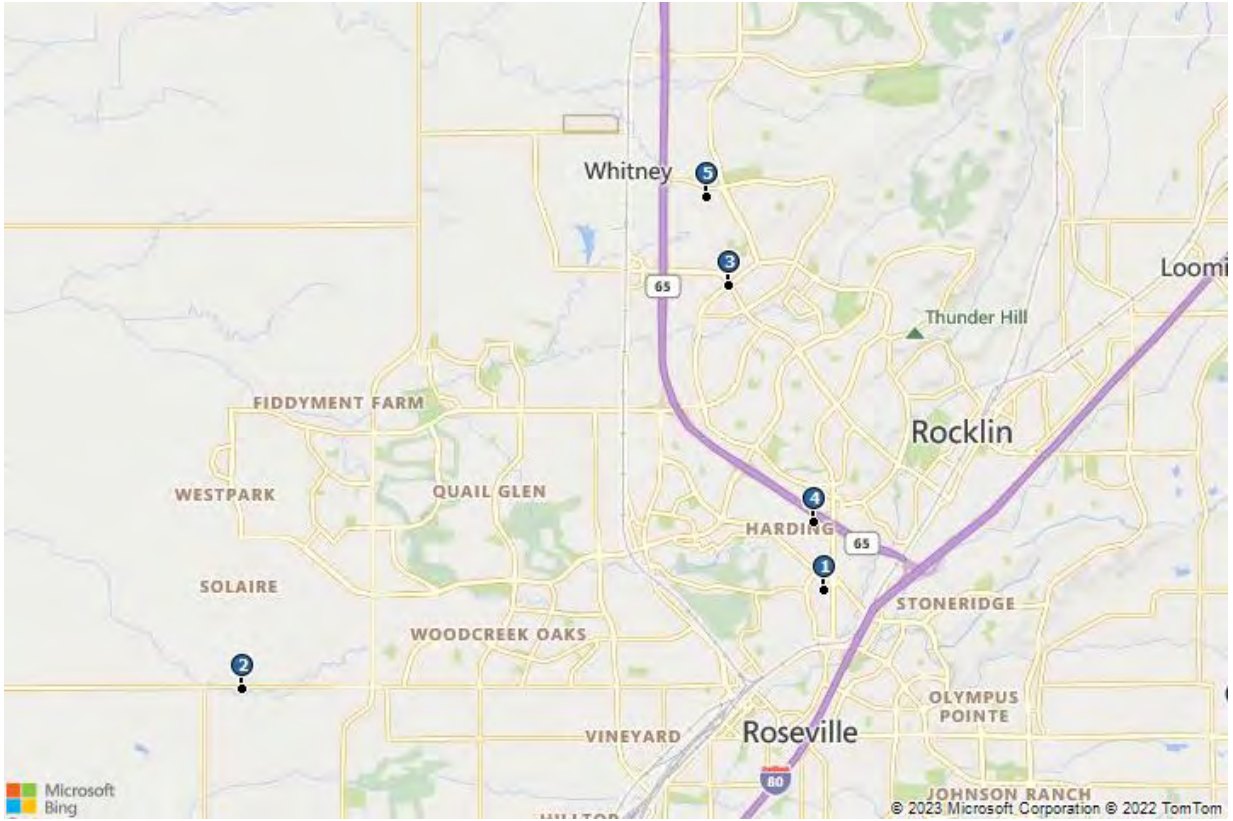 Whitney
5
3
65
Loomi
Thunder Hill
FIDDYMENT FARM
Rocklin
WESTPARK
QUAIL GLEN
4
HARDING
65
1
SOLAIRE
STONERIDGE
WOODCREEK OAKS
2
OLYMPUS
POINTE
VINEYARD
Roseville
80
Microsoft
Bing
JOHNSON RANCH
© 2023 Microsoft Corporation © 2022 TomTom